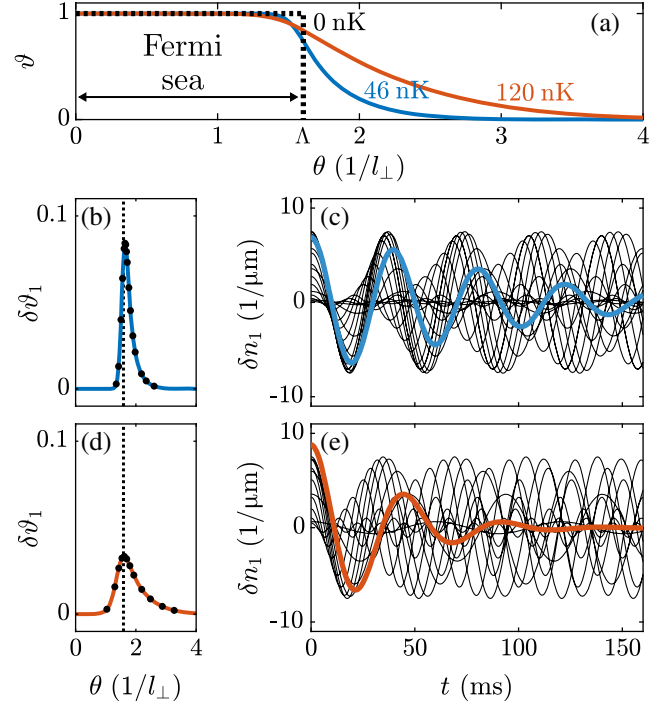 1
ϑ
0
Fermi
sea
0 nK
(a)
46 nK
120 nK
0 1 Λ 2 3 4
θ (1/l⊥)
(b)
0.1
δϑ₁
0
(c)
10
δn₁ (1/μm)
0
-10
(d)
0.1
δϑ₁
0
0 2 4
θ (1/l⊥)
(e)
10
δn₁ (1/μm)
0
-10
0 50 100 150
t (ms)